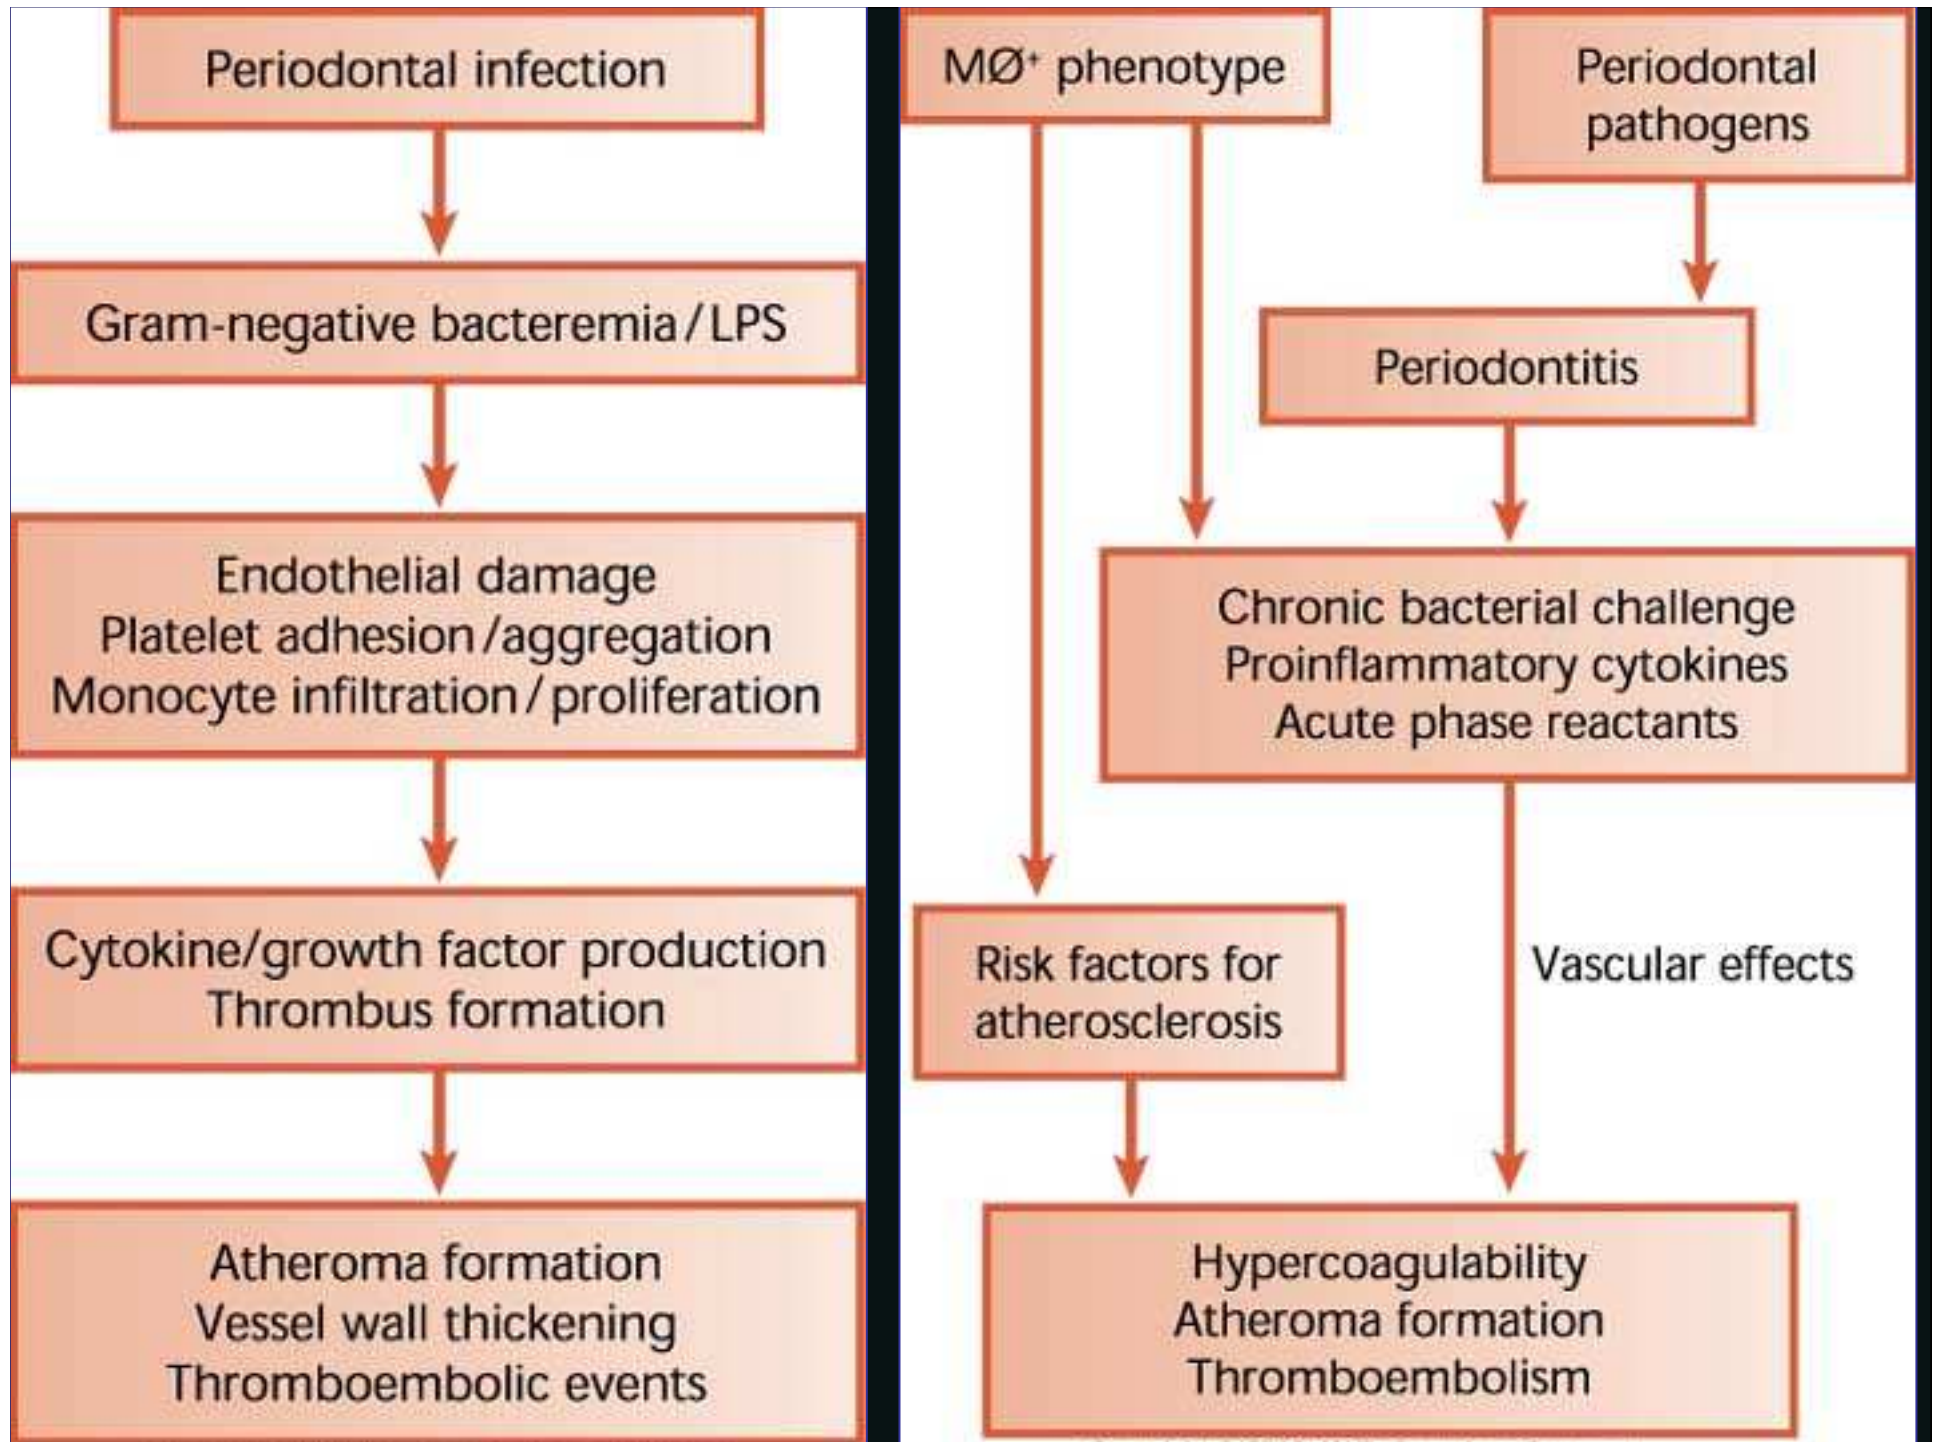 Periodontal infection
Gram-negative bacteremia/LPS
Endothelial damage
Platelet adhesion/aggregation
Monocyte infiltration/proliferation
Cytokine/growth factor production
Thrombus formation
Atheroma formation
Vessel wall thickening
Thromboembolic events
MØ⁺ phenotype
Periodontal
pathogens
Periodontitis
Chronic bacterial challenge
Proinflammatory cytokines
Acute phase reactants
Risk factors for
atherosclerosis
Vascular effects
Hypercoagulability
Atheroma formation
Thromboembolism